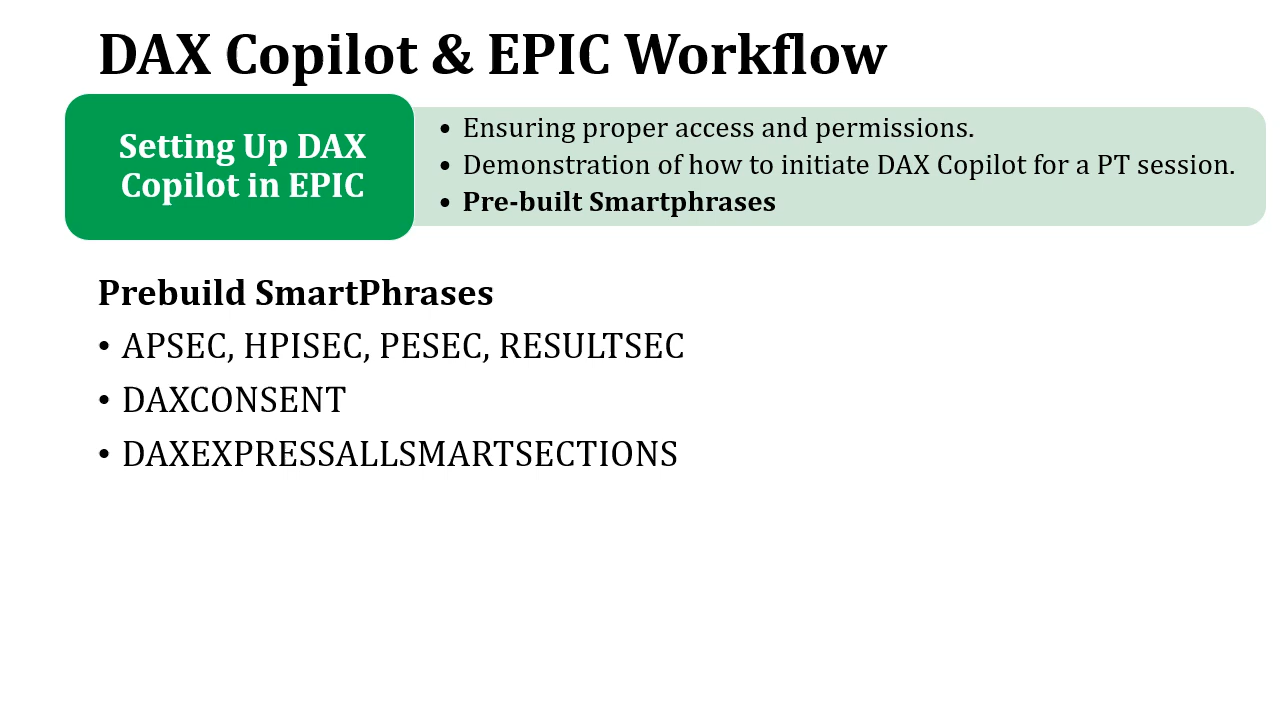 DAX Copilot & EPIC Workflow
Setting Up DAX
Copilot in EPIC
• Ensuring proper access and permissions.
• Demonstration of how to initiate DAX Copilot for a PT session.
• Pre-built Smartphrases
Prebuild SmartPhrases
• APSEC, HPISEC, PESEC, RESULTSEC
• DAXCONSENT
• DAXEXPRESSALLSMARTSECTIONS